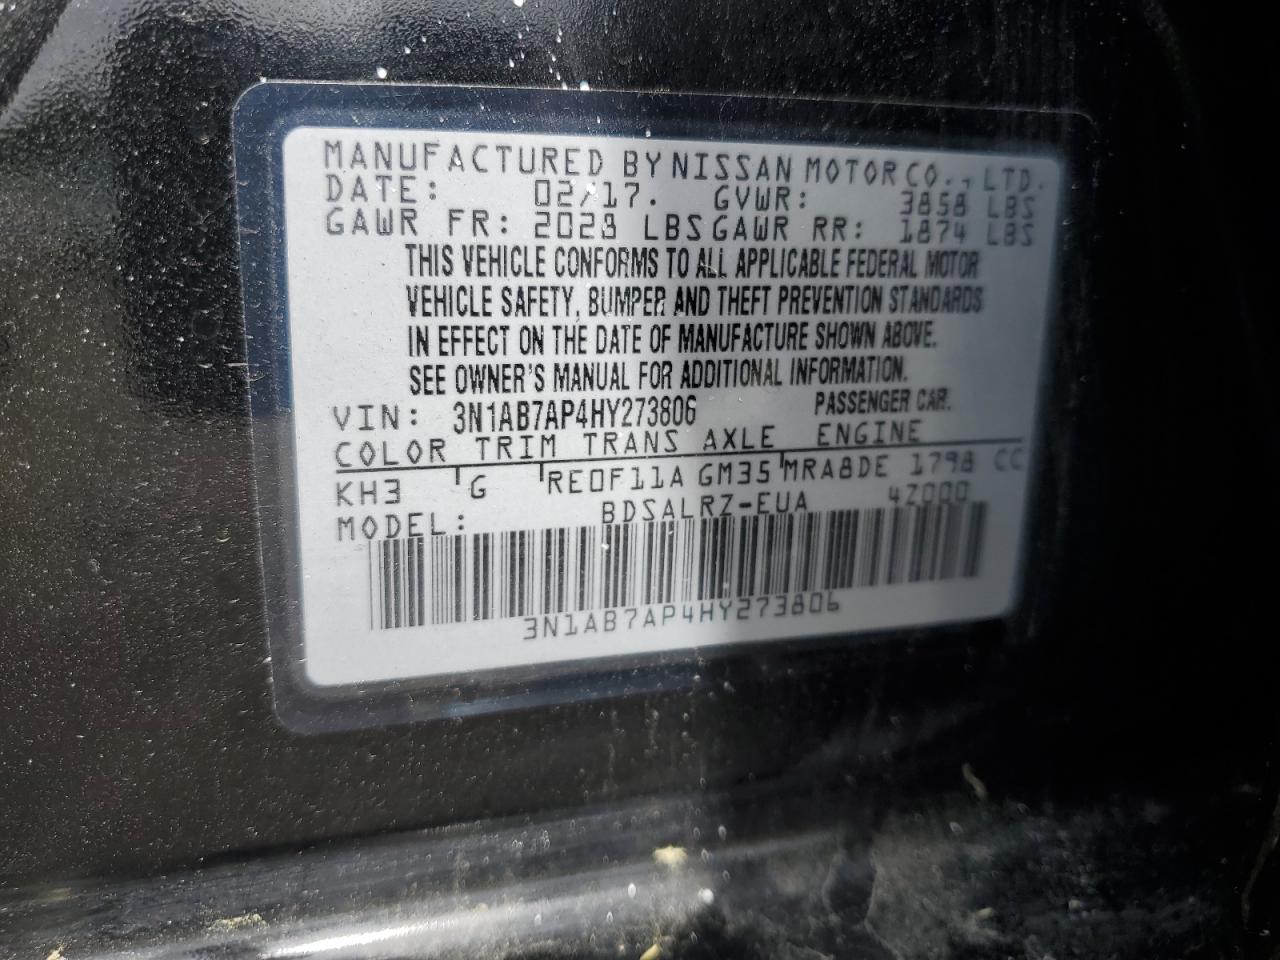 MANUFACTURED BY NISSAN MOTOR CO., LTD.
DATE: 02/17. GVWR: 3858 LBS
GAWR FR: 2028 LBS GAWR RR: 1874 LBS
THIS VEHICLE CONFORMS TO ALL APPLICABLE FEDERAL MOTOR
VEHICLE SAFETY, BUMPER AND THEFT PREVENTION STANDARDS
IN EFFECT ON THE DATE OF MANUFACTURE SHOWN ABOVE.
SEE OWNER'S MANUAL FOR ADDITIONAL INFORMATION.
VIN: 3N1AB7AP4HY273806 PASSENGER CAR.
COLOR TRIM TRANS AXLE ENGINE
KH3 G RE0F11A GM35 MRA8DE 1798 CC
MODEL: BDSALRZ-EUA 4Z000
3N1AB7AP4HY273806